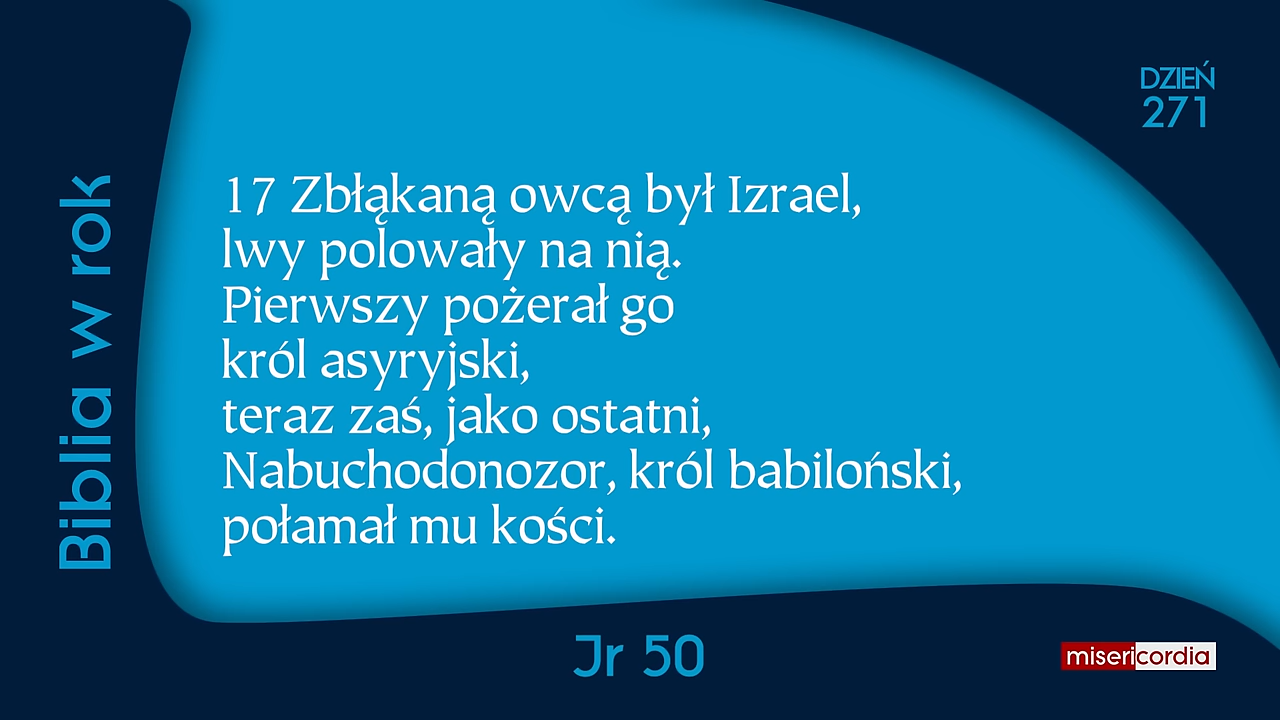 DZIEŃ
271
Biblia w rok
17 Zbłąkaną owcą był Izrael,
lwy polowały na nią.
Pierwszy pożerał go
król asyryjski,
teraz zaś, jako ostatni,
Nabuchodonozor, król babiloński,
połamał mu kości.
Jr 50
misericordia